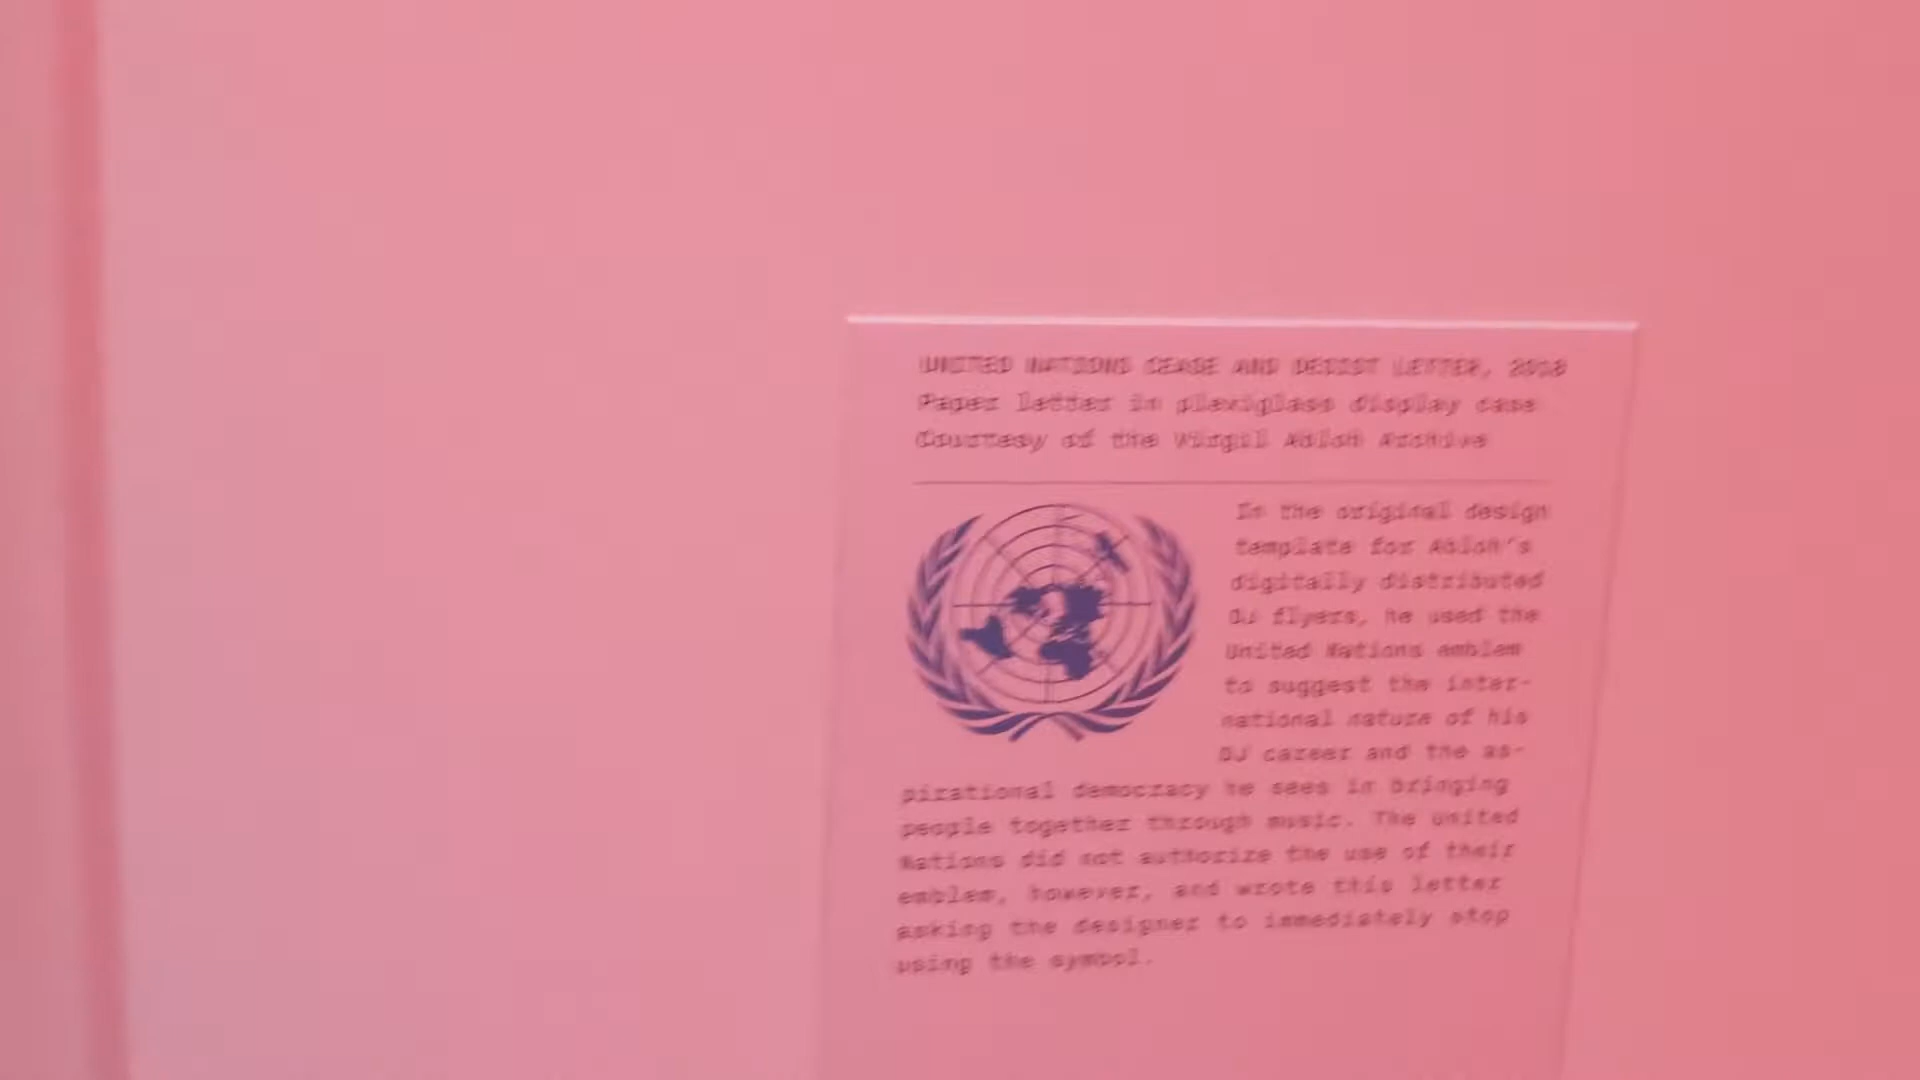 UNITED NATIONS CEASE AND DESIST LETTER, 2018
Paper letter in plexiglass display case
Courtesy of the Virgil Abloh Archive
In the original design
template for Abloh's
digitally distributed
DJ flyers, he used the
United Nations emblem
to suggest the inter-
national nature of his
DJ career and the as-
pirational democracy he sees in bringing
people together through music. The United
Nations did not authorize the use of their
emblem, however, and wrote this letter
asking the designer to immediately stop
using the symbol.